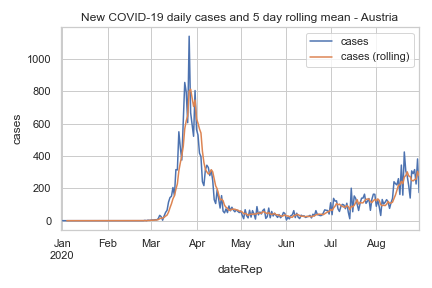 New COVID-19 daily cases and 5 day rolling mean - Austria
cases
cases (rolling)
1000
800
600
400
200
0
cases
Jan Feb Mar Apr May Jun Jul Aug
2020
dateRep